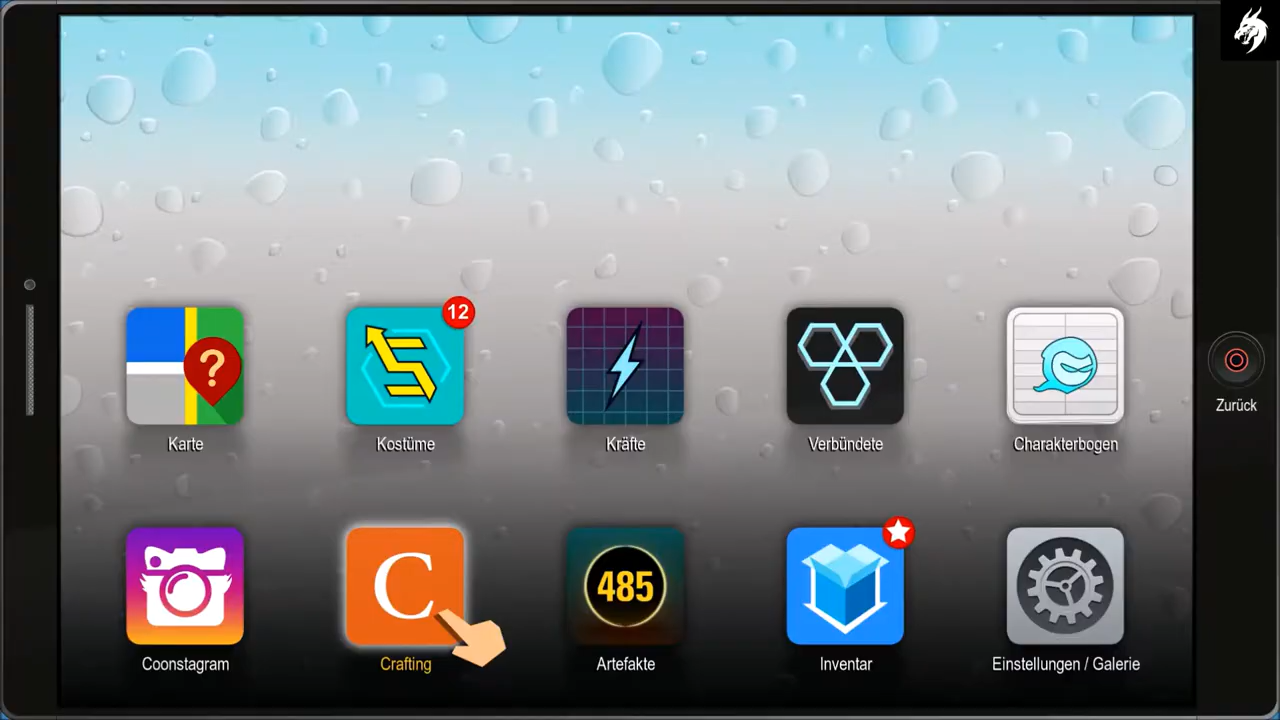 12
Karte
Kostüme
Kräfte
Verbündete
Charakterbogen
Zurück
C
485
Coonstagram
Crafting
Artefakte
Inventar
Einstellungen / Galerie